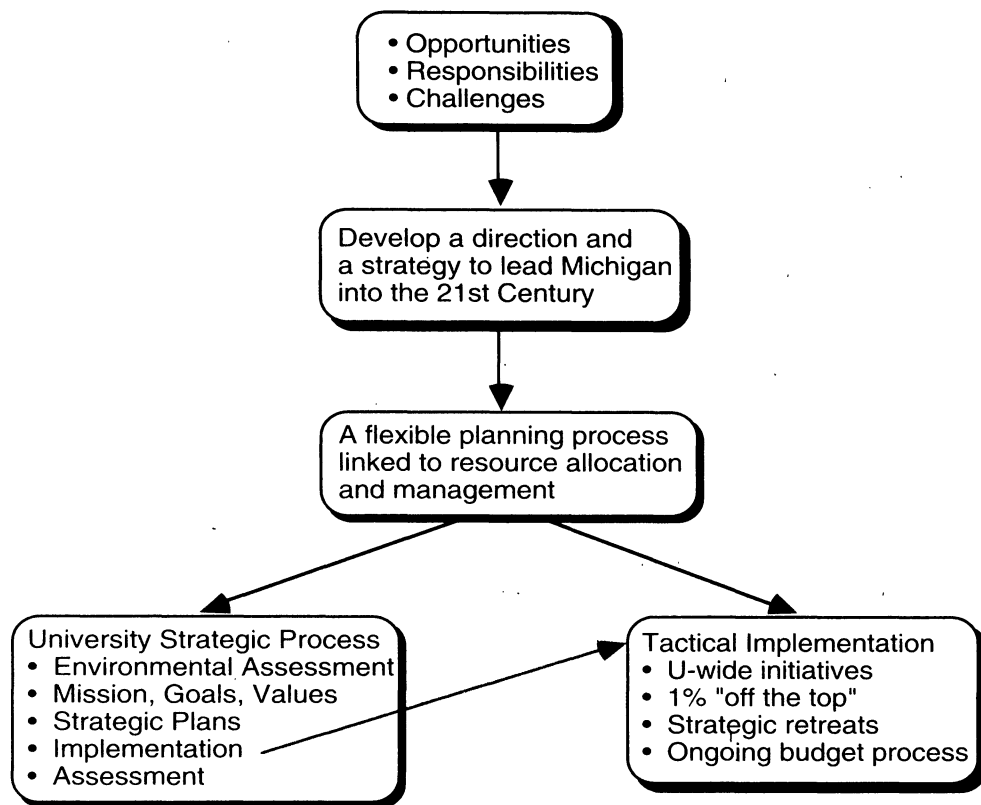 • Opportunities
• Responsibilities
• Challenges
Develop a direction and
a strategy to lead Michigan
into the 21st Century
A flexible planning process
linked to resource allocation
and management
University Strategic Process
• Environmental Assessment
• Mission, Goals, Values
• Strategic Plans
• Implementation
• Assessment
Tactical Implementation
• U-wide initiatives
• 1% "off the top"
• Strategic retreats
• Ongoing budget process